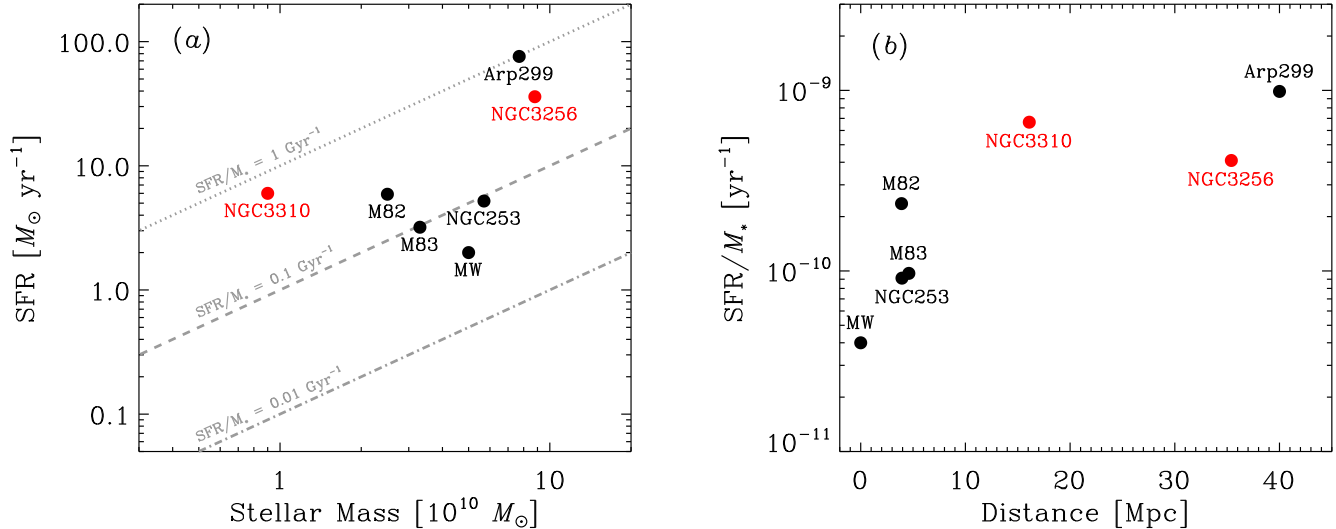 (a)
100.0
10.0
1.0
0.1
SFR [M⊙ yr⁻¹]
SFR/M⋆ = 1 Gyr⁻¹
SFR/M⋆ = 0.1 Gyr⁻¹
SFR/M⋆ = 0.01 Gyr⁻¹
Arp299
NGC3256
NGC3310
M82
NGC253
M83
MW
1
10
Stellar Mass [10¹⁰ M⊙]
(b)
10⁻⁹
10⁻¹⁰
10⁻¹¹
SFR/M⋆ [yr⁻¹]
Arp299
NGC3310
NGC3256
M82
M83
NGC253
MW
0
10
20
30
40
Distance [Mpc]